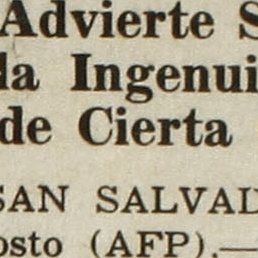 Advierte S
da Ingenui
de Cierta
SAN SALVAD
osto (AFP).—